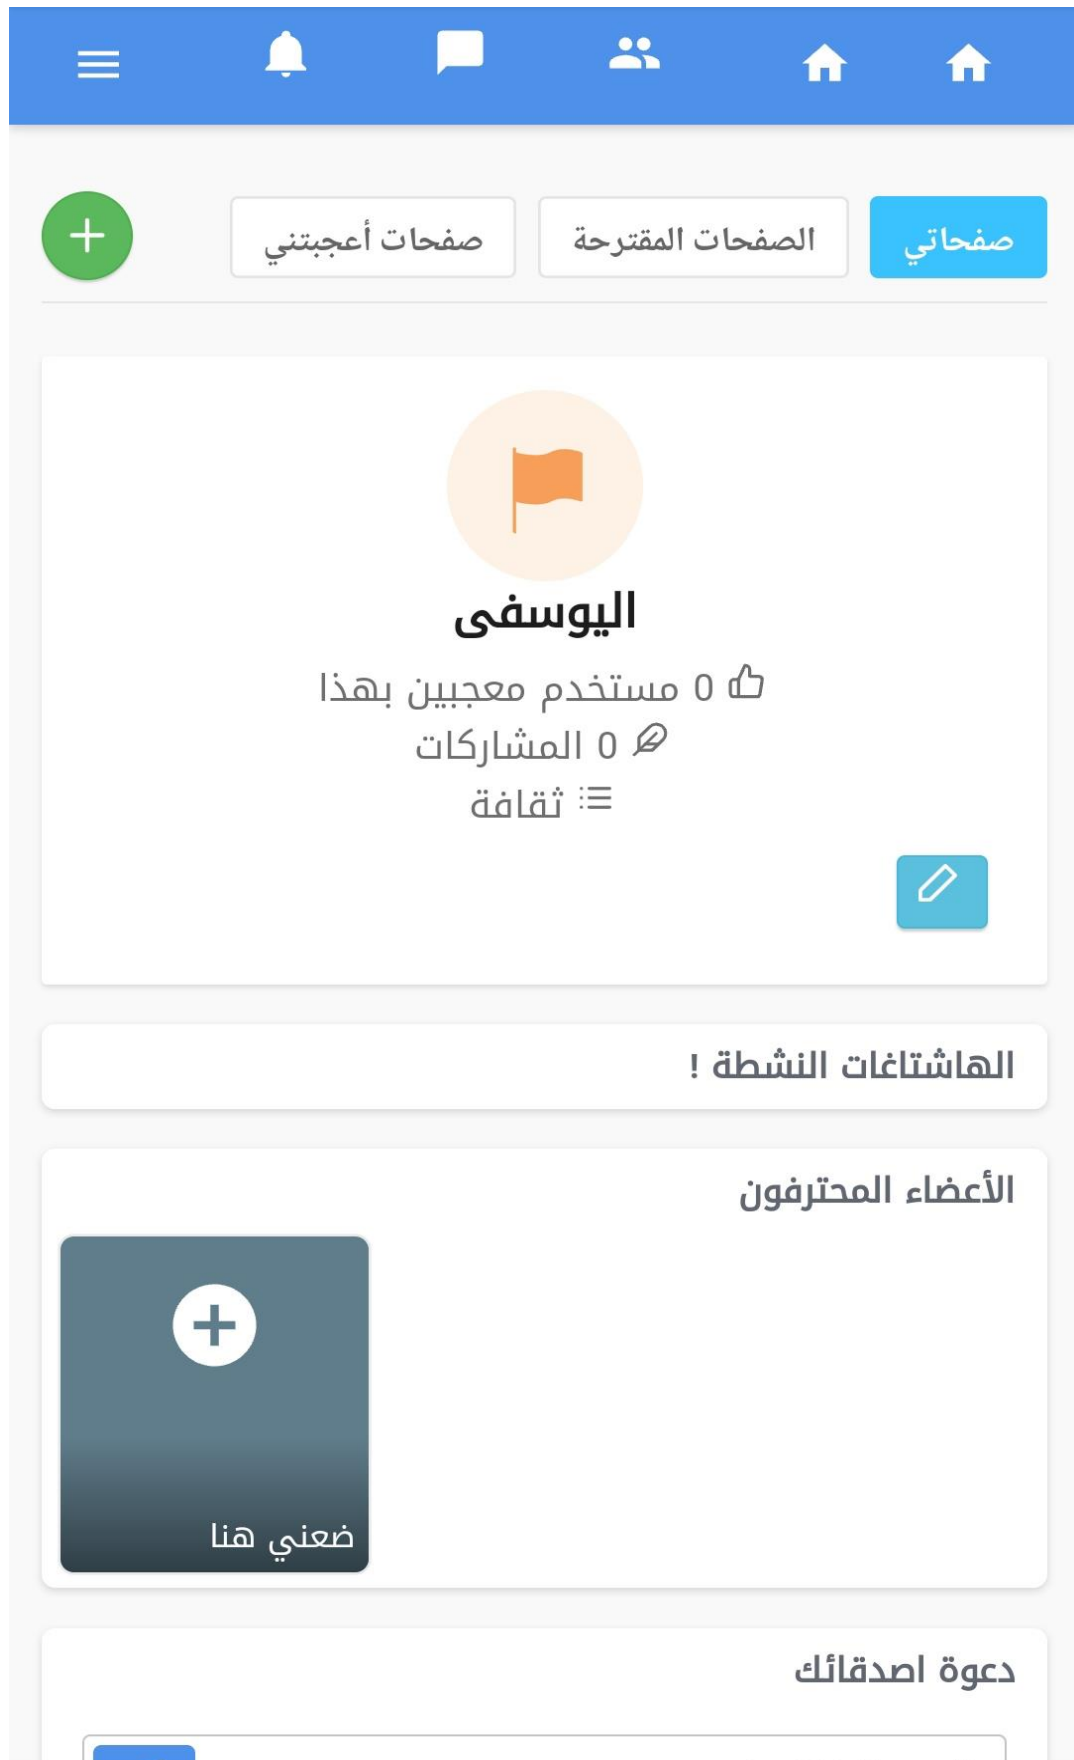 صفحاتي
الصفحات المقترحة
صفحات أعجبتني
اليوسفى
0 مستخدم معجبين بهذا
0 المشاركات
ثقافة
الهاشتاغات النشطة !
الأعضاء المحترفون
ضعني هنا
دعوة اصدقائك